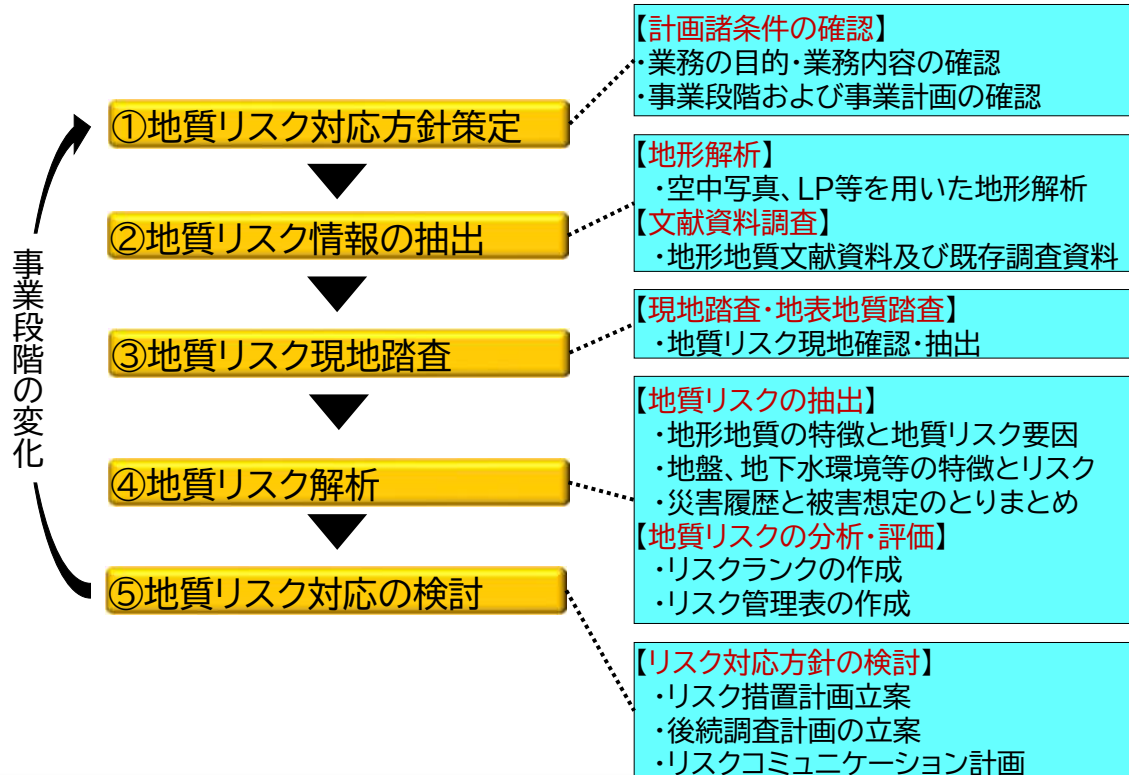 ①地質リスク対応方針策定
②地質リスク情報の抽出
③地質リスク現地踏査
④地質リスク解析
⑤地質リスク対応の検討
事業段階の変化
【計画諸条件の確認】
・業務の目的・業務内容の確認
・事業段階および事業計画の確認
【地形解析】
・空中写真、LP等を用いた地形解析
【文献資料調査】
・地形地質文献資料及び既存調査資料
【現地踏査・地表地質踏査】
・地質リスク現地確認・抽出
【地質リスクの抽出】
・地形地質の特徴と地質リスク要因
・地盤、地下水環境等の特徴とリスク
・災害履歴と被害想定のとりまとめ
【地質リスクの分析・評価】
・リスクランクの作成
・リスク管理表の作成
【リスク対応方針の検討】
・リスク措置計画立案
・後続調査計画の立案
・リスクコミュニケーション計画